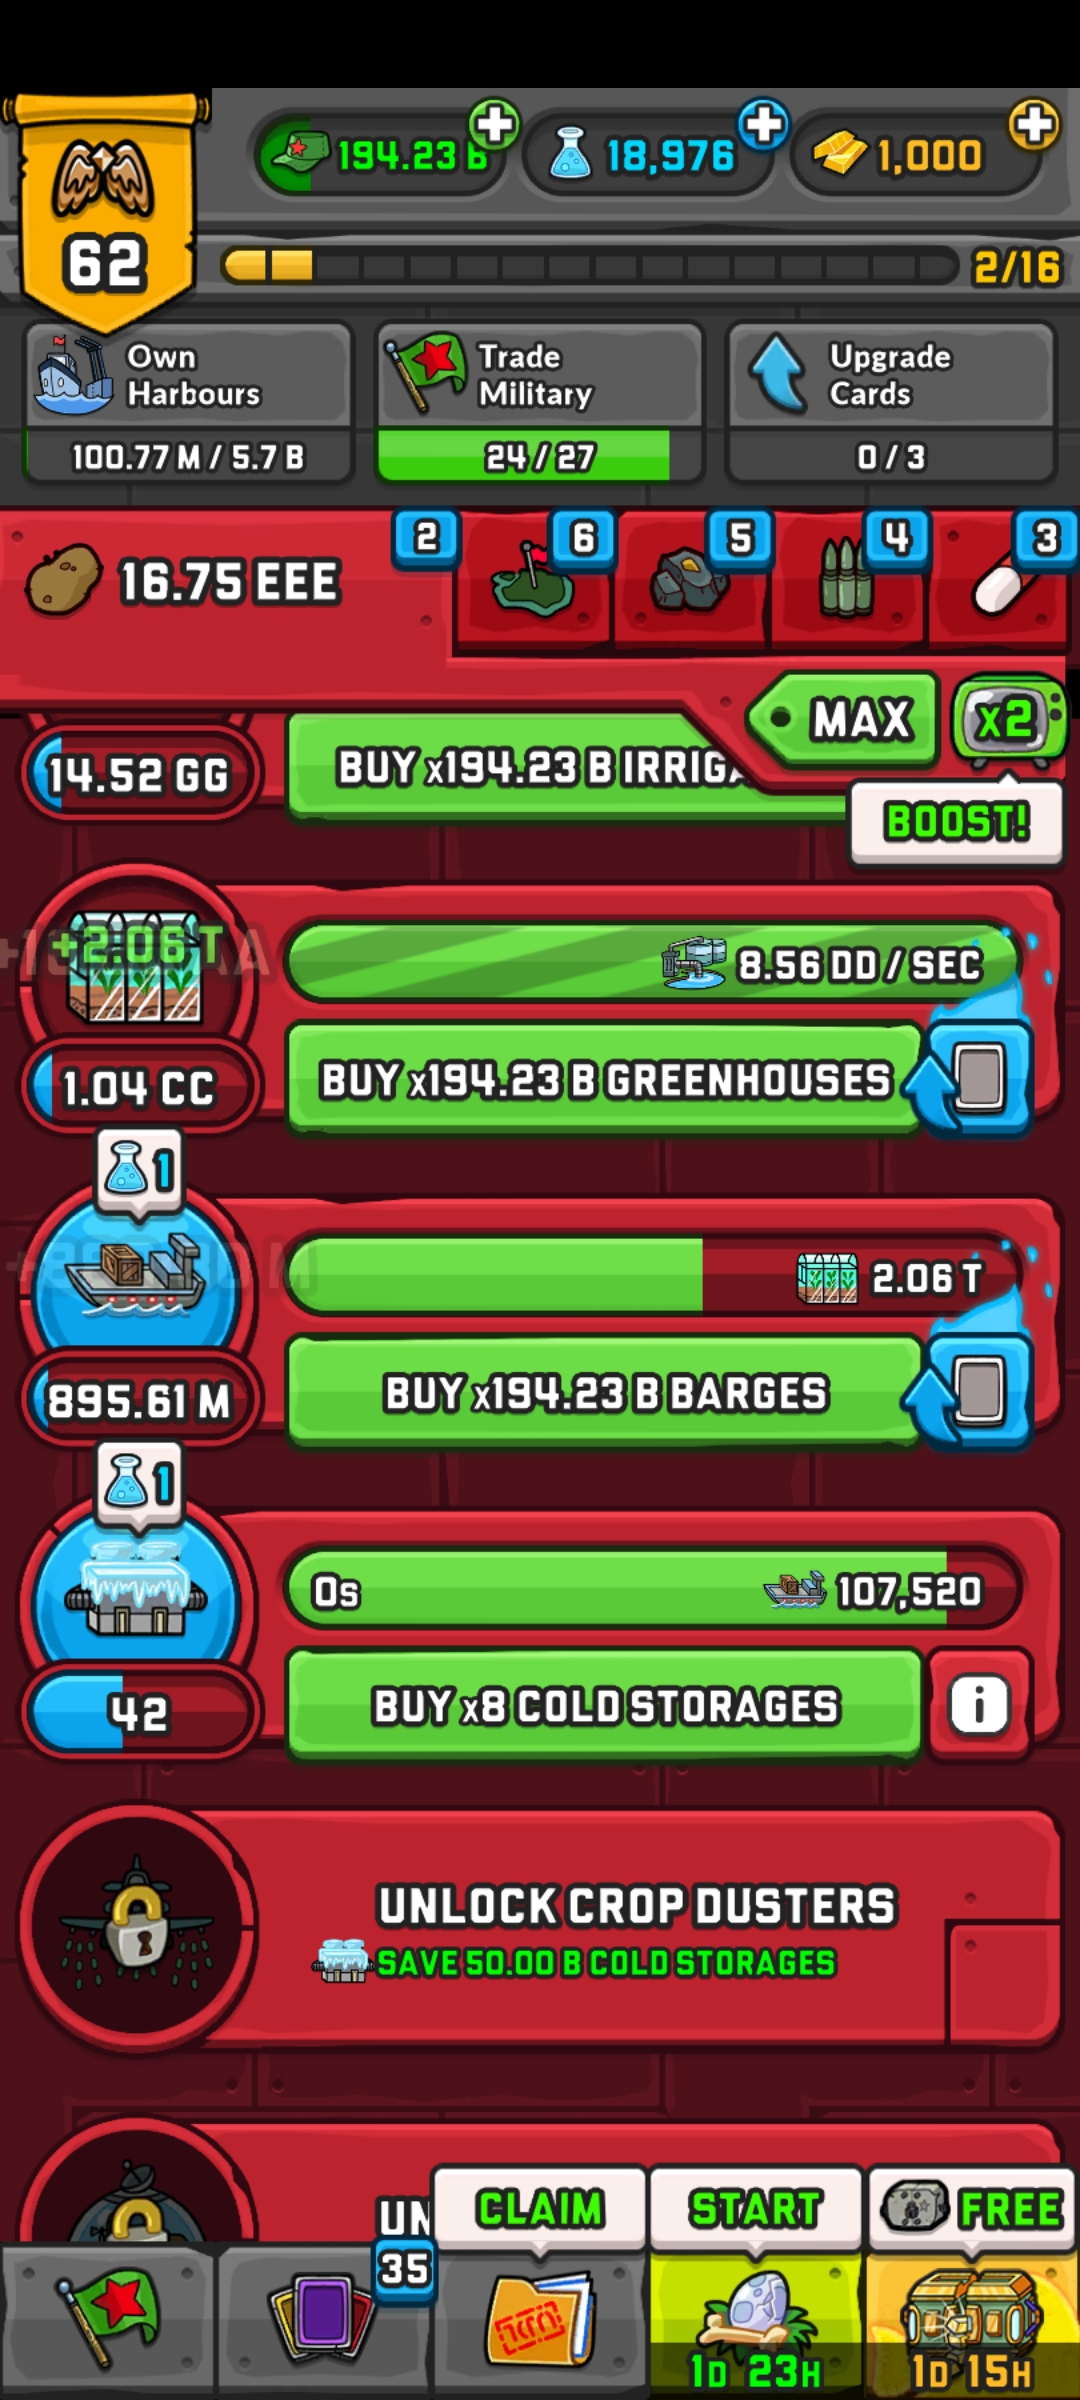 194.23 B
18,976
1,000
62
2/16
Own Harbours
100.77 M / 5.7 B
Trade Military
24 / 27
Upgrade Cards
0 / 3
16.75 EEE
2
6
5
4
3
MAX
x2
BOOST!
14.52 GG
BUY x194.23 B IRRIGA
+2.06 T
8.56 DD / SEC
1.04 CC
BUY x194.23 B GREENHOUSES
1
2.06 T
895.61 M
BUY x194.23 B BARGES
1
0s
107,520
42
BUY x8 COLD STORAGES
i
UNLOCK CROP DUSTERS
SAVE 50.00 B COLD STORAGES
UN
CLAIM
START
FREE
35
1D 23H
1D 15H